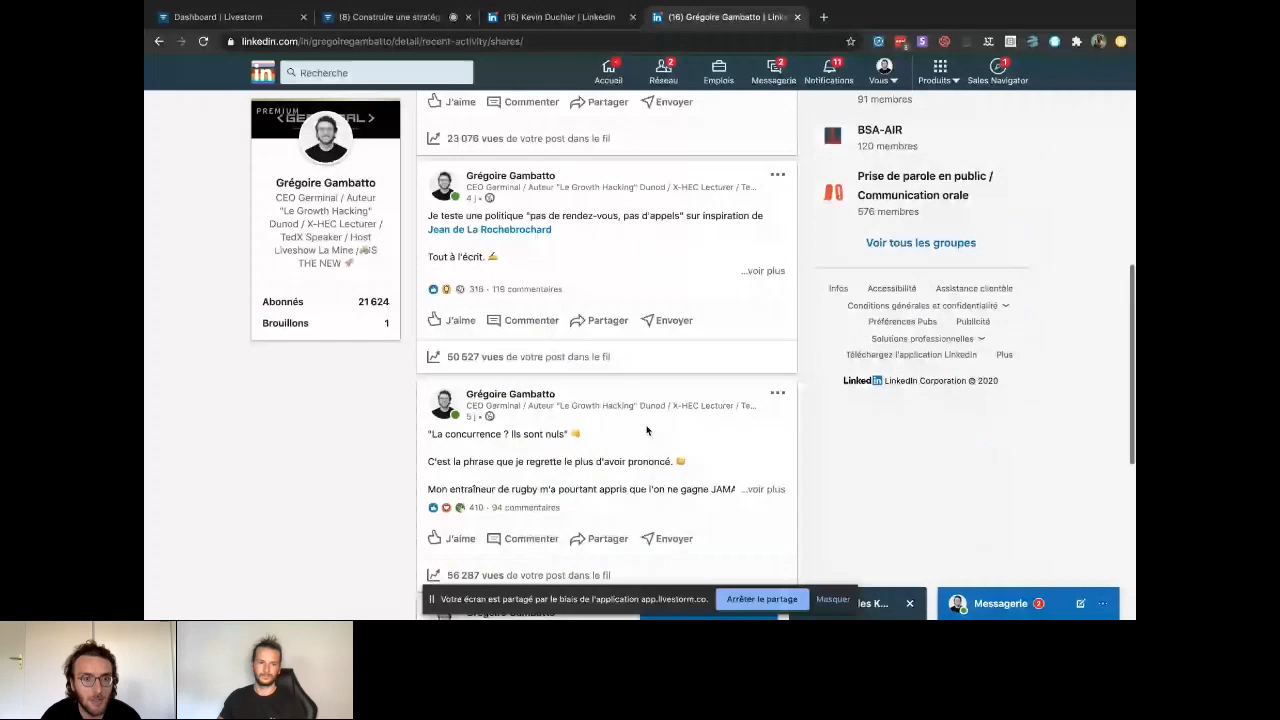 Dashboard | Livestorm
(8) Construire une stratég
(16) Kevin Duchier | LinkedIn
(16) Grégoire Gambatto | Link
linkedin.com/in/gregoiregambatto/detail/recent-activity/shares/
Recherche
Accueil
Réseau
Emplois
Messagerie
Notifications
Vous
Produits
Sales Navigator
2
2
11
1
PREMIUM
Grégoire Gambatto
CEO Germinal / Auteur
"Le Growth Hacking"
Dunod / X-HEC Lecturer /
TedX Speaker / Host
Liveshow La Mine / IS
THE NEW 🚀
Abonnés 21 624
Brouillons 1
J'aime Commenter Partager Envoyer
23 076 vues de votre post dans le fil
Grégoire Gambatto
CEO Germinal / Auteur "Le Growth Hacking" Dunod / X-HEC Lecturer / Te...
4 j •
Je teste une politique "pas de rendez-vous, pas d'appels" sur inspiration de
Jean de La Rochebrochard
Tout à l'écrit. ✍
...voir plus
316 · 119 commentaires
J'aime Commenter Partager Envoyer
50 527 vues de votre post dans le fil
Grégoire Gambatto
CEO Germinal / Auteur "Le Growth Hacking" Dunod / X-HEC Lecturer / Te...
5 j •
"La concurrence ? Ils sont nuls"
C'est la phrase que je regrette le plus d'avoir prononcé.
Mon entraîneur de rugby m'a pourtant appris que l'on ne gagne JAMA ...voir plus
410 · 94 commentaires
J'aime Commenter Partager Envoyer
56 287 vues de votre post dans le fil
91 membres
BSA-AIR
120 membres
Prise de parole en public /
Communication orale
576 membres
Voir tous les groupes
Infos Accessibilité Assistance clientèle
Conditions générales et confidentialité
Préférences Pubs Publicité
Solutions professionnelles
Téléchargez l'application LinkedIn Plus
LinkedIn LinkedIn Corporation © 2020
Votre écran est partagé par le biais de l'application app.livestorm.co.
Arrêter le partage
Masquer
les K...
Messagerie 2